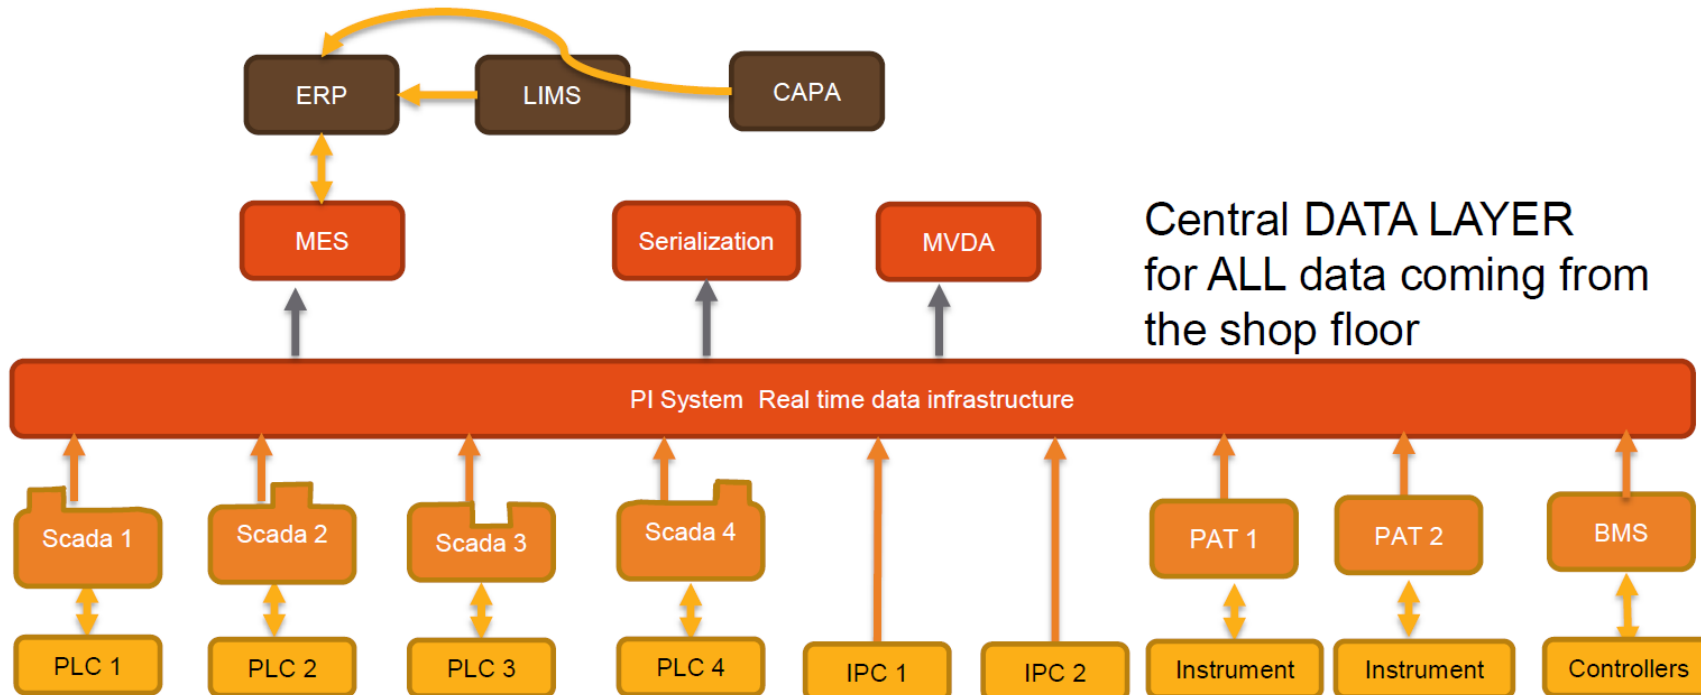 ERP
LIMS
CAPA
MES
Serialization
MVDA
Central DATA LAYER
for ALL data coming from
the shop floor
PI System Real time data infrastructure
Scada 1
Scada 2
Scada 3
Scada 4
PAT 1
PAT 2
BMS
PLC 1
PLC 2
PLC 3
PLC 4
IPC 1
IPC 2
Instrument
Instrument
Controllers